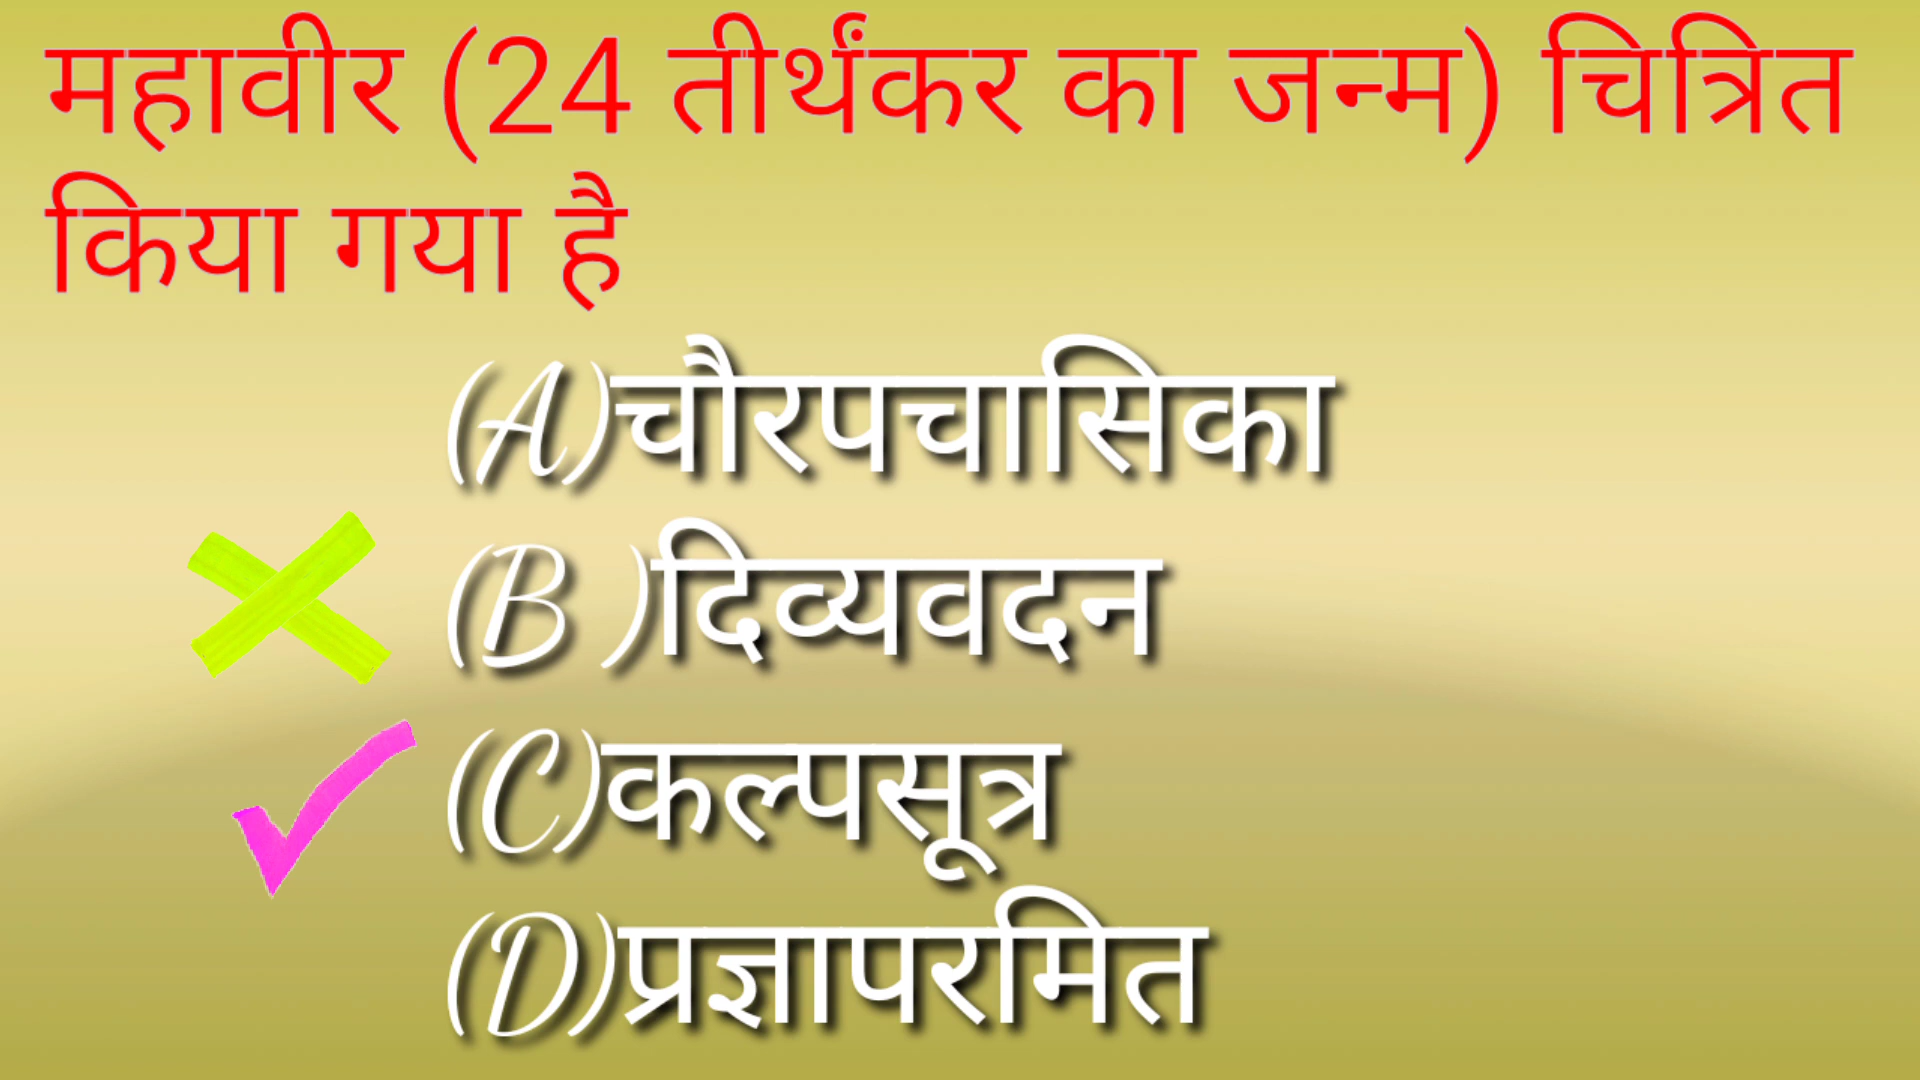 महावीर (24 तीर्थंकर का जन्म) चित्रित
किया गया है
(A)चौरपचासिका
(B )दिव्यवदन
(C)कल्पसूत्र
(D)प्रज्ञापरमित